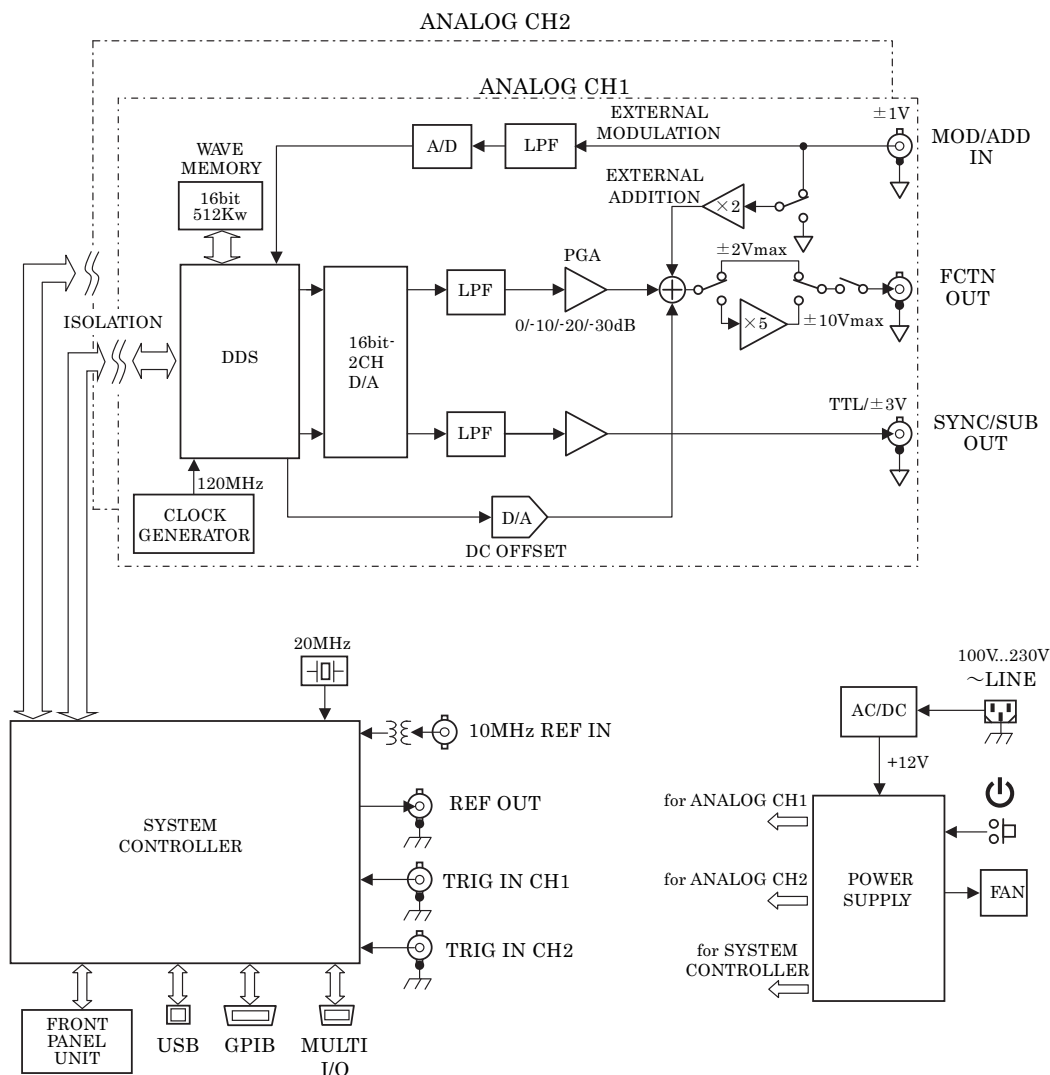 ANALOG CH2
ANALOG CH1
EXTERNAL
MODULATION
±1V
MOD/ADD
IN
A/D
LPF
WAVE
MEMORY
16bit
512Kw
EXTERNAL
ADDITION
×2
±2Vmax
PGA
LPF
0/-10/-20/-30dB
×5
±10Vmax
FCTN
OUT
ISOLATION
DDS
16bit-
2CH
D/A
LPF
TTL/±3V
SYNC/SUB
OUT
120MHz
CLOCK
GENERATOR
D/A
DC OFFSET
20MHz
10MHz REF IN
REF OUT
SYSTEM
CONTROLLER
TRIG IN CH1
TRIG IN CH2
FRONT
PANEL
UNIT
USB
GPIB
MULTI
I/O
100V...230V
～LINE
AC/DC
+12V
for ANALOG CH1
for ANALOG CH2
POWER
SUPPLY
FAN
for SYSTEM
CONTROLLER